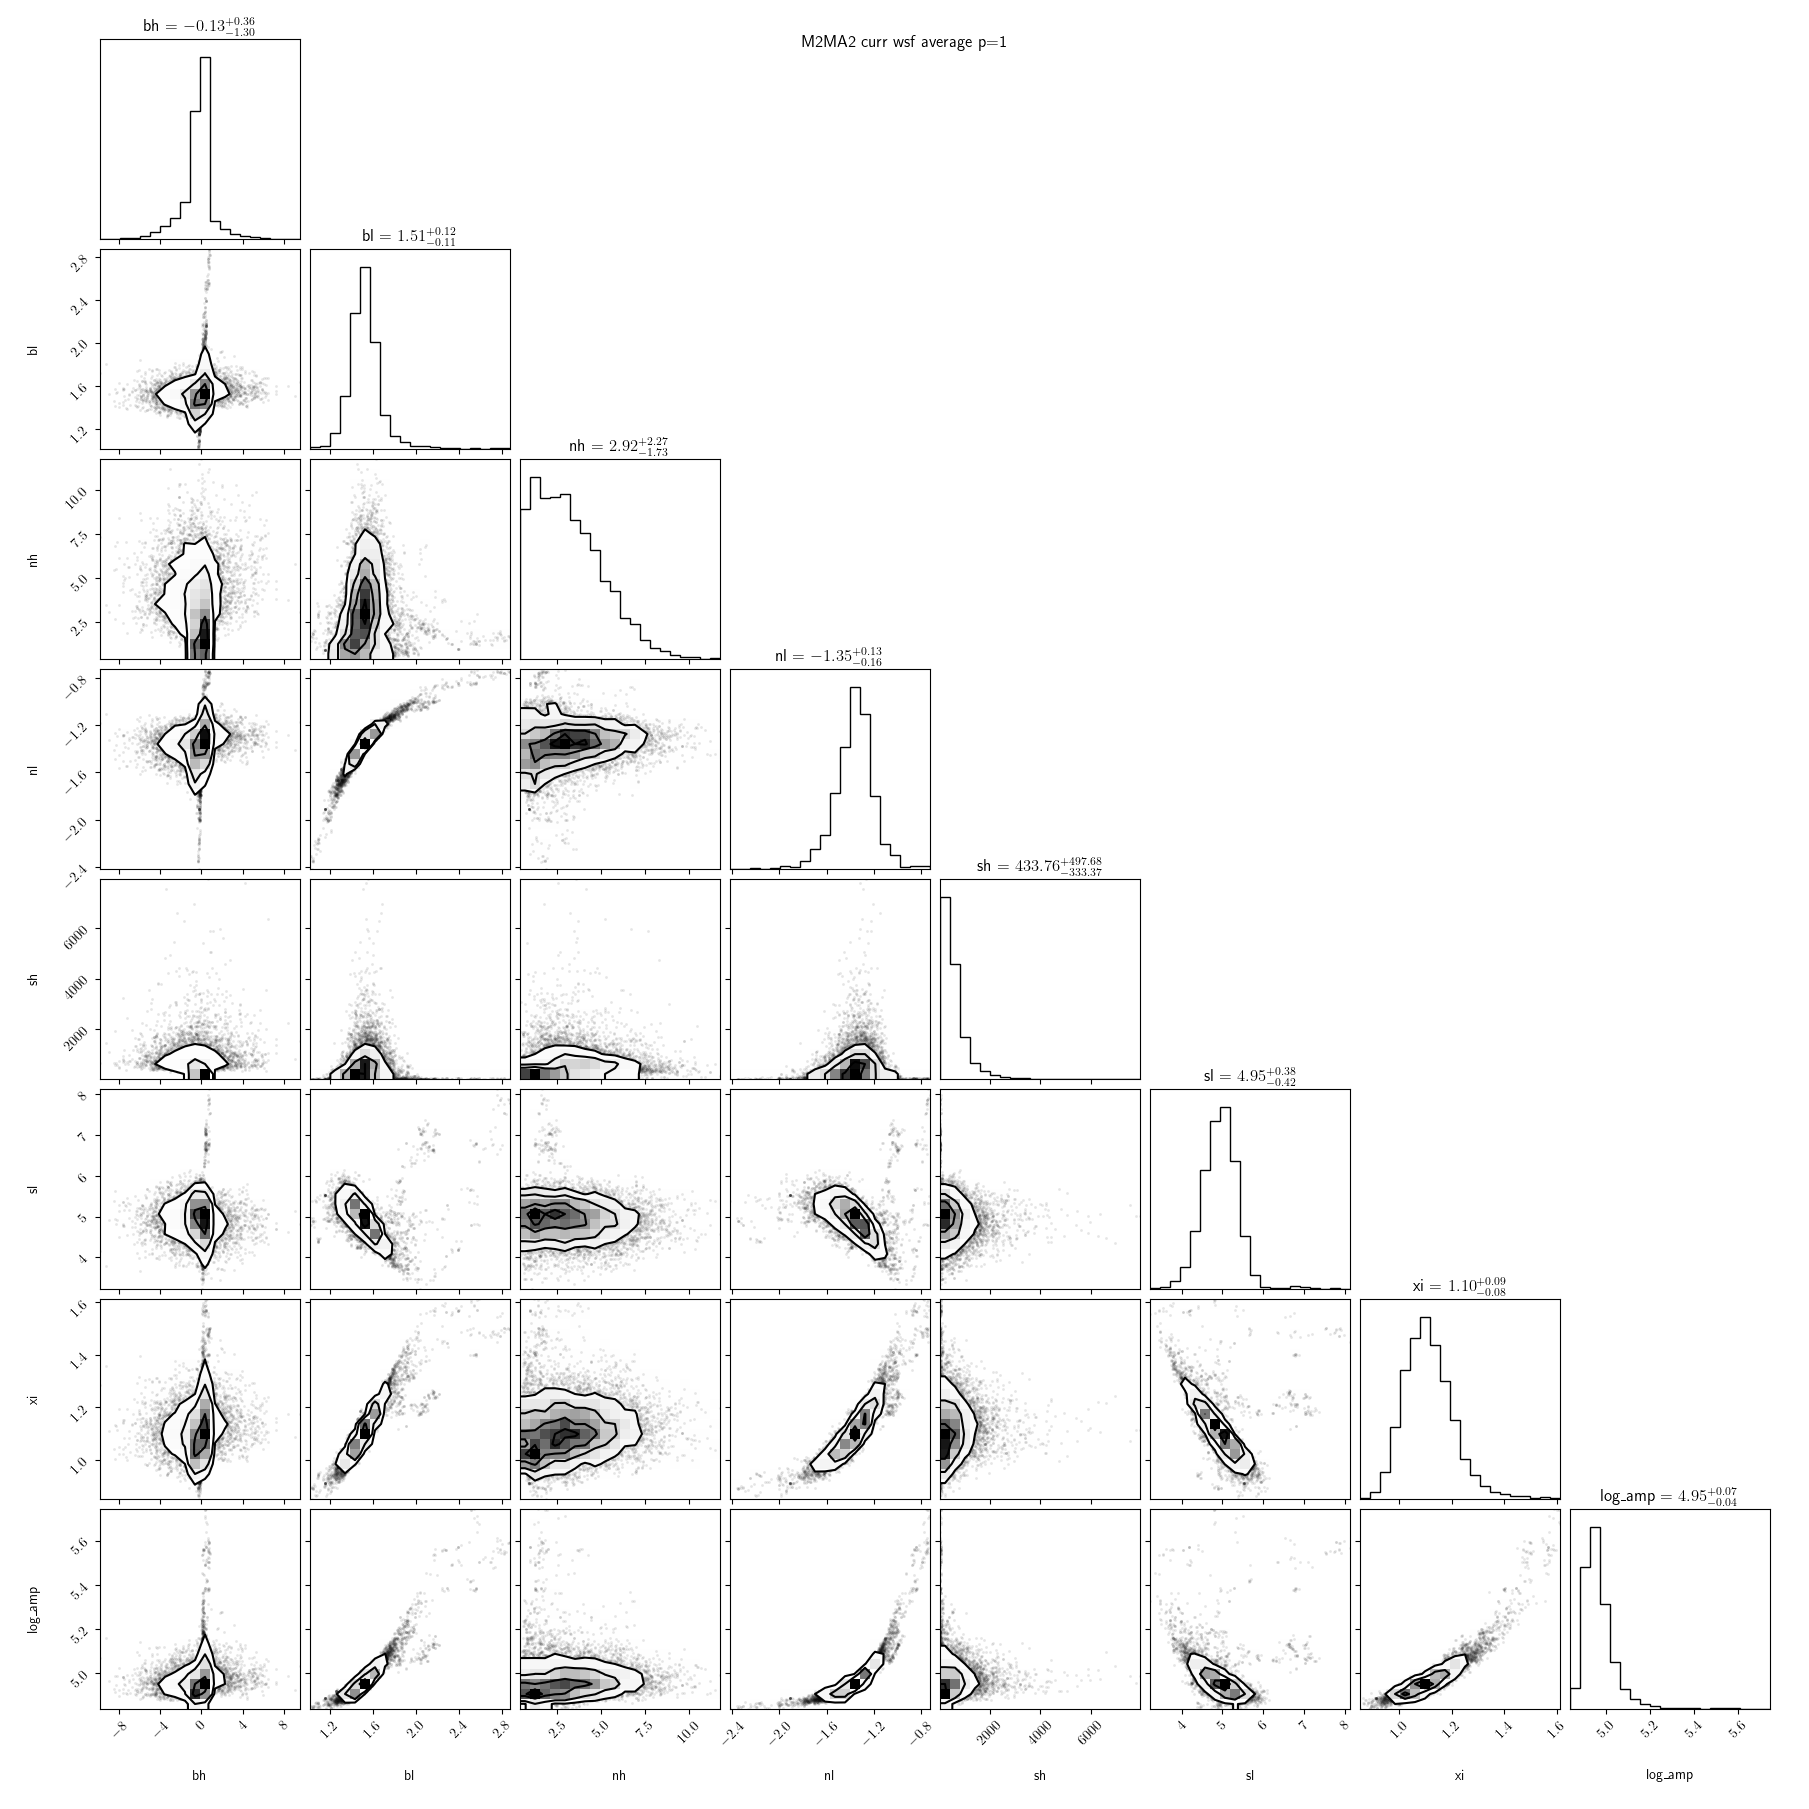 M2MA2 curr wsf average p=1
bh = −0.13+0.36−1.30
bl = 1.51+0.12−0.11
nh = 2.92+2.27−1.73
nl = −1.35+0.13−0.16
sh = 433.76+497.68−333.37
sl = 4.95+0.38−0.42
xi = 1.10+0.09−0.08
log_amp = 4.95+0.07−0.04
2.8
2.4
2.0
1.6
1.2
bl
10.0
7.5
5.0
2.5
nh
−0.8
−1.2
−1.6
−2.0
−2.4
nl
6000
4000
2000
sh
8
7
6
5
4
sl
1.6
1.4
1.2
1.0
xi
5.6
5.4
5.2
5.0
log_amp
−8 −4 0 4 8
1.2 1.6 2.0 2.4 2.8
2.5 5.0 7.5 10.0
−2.4 −2.0 −1.6 −1.2 −0.8
2000 4000 6000
4 5 6 7 8
1.0 1.2 1.4 1.6
5.0 5.2 5.4 5.6
bh bl nh nl sh sl xi log_amp